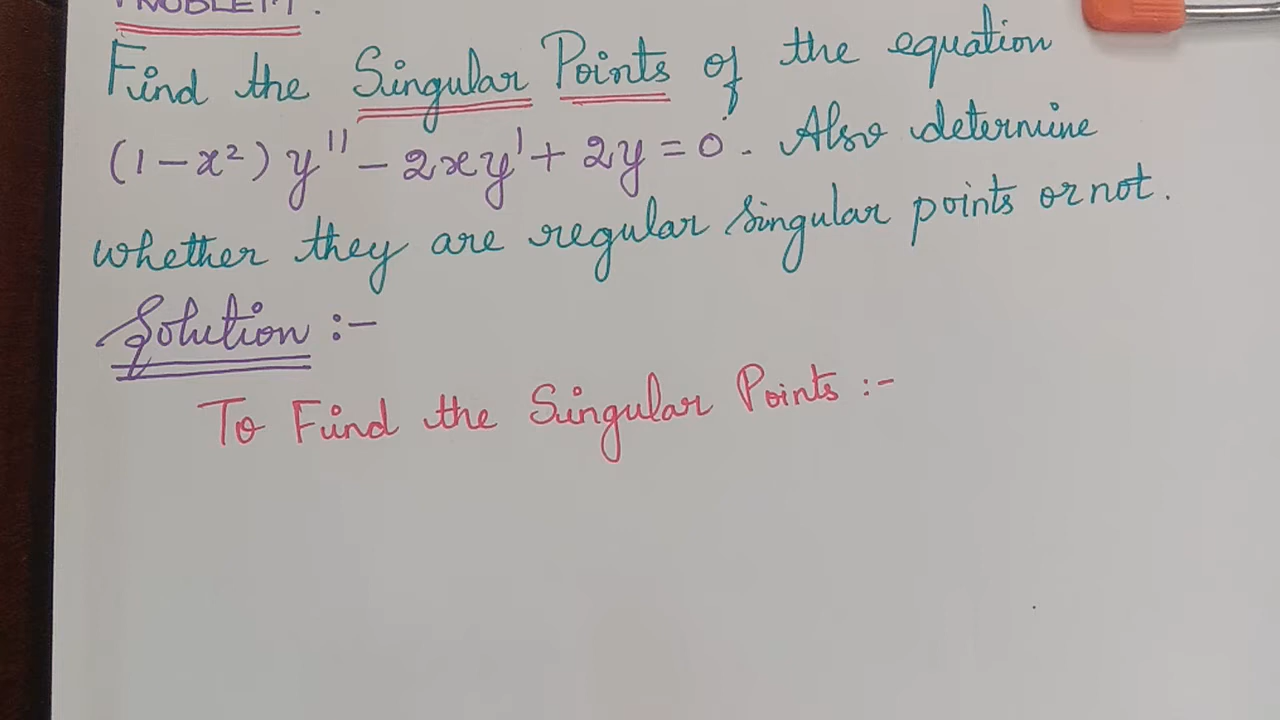 PROBLEM :
Find the Singular Points of the equation
(1-x²) y'' - 2xy' + 2y = 0. Also determine
whether they are regular singular points or not.
Solution :-
To Find the Singular Points :-